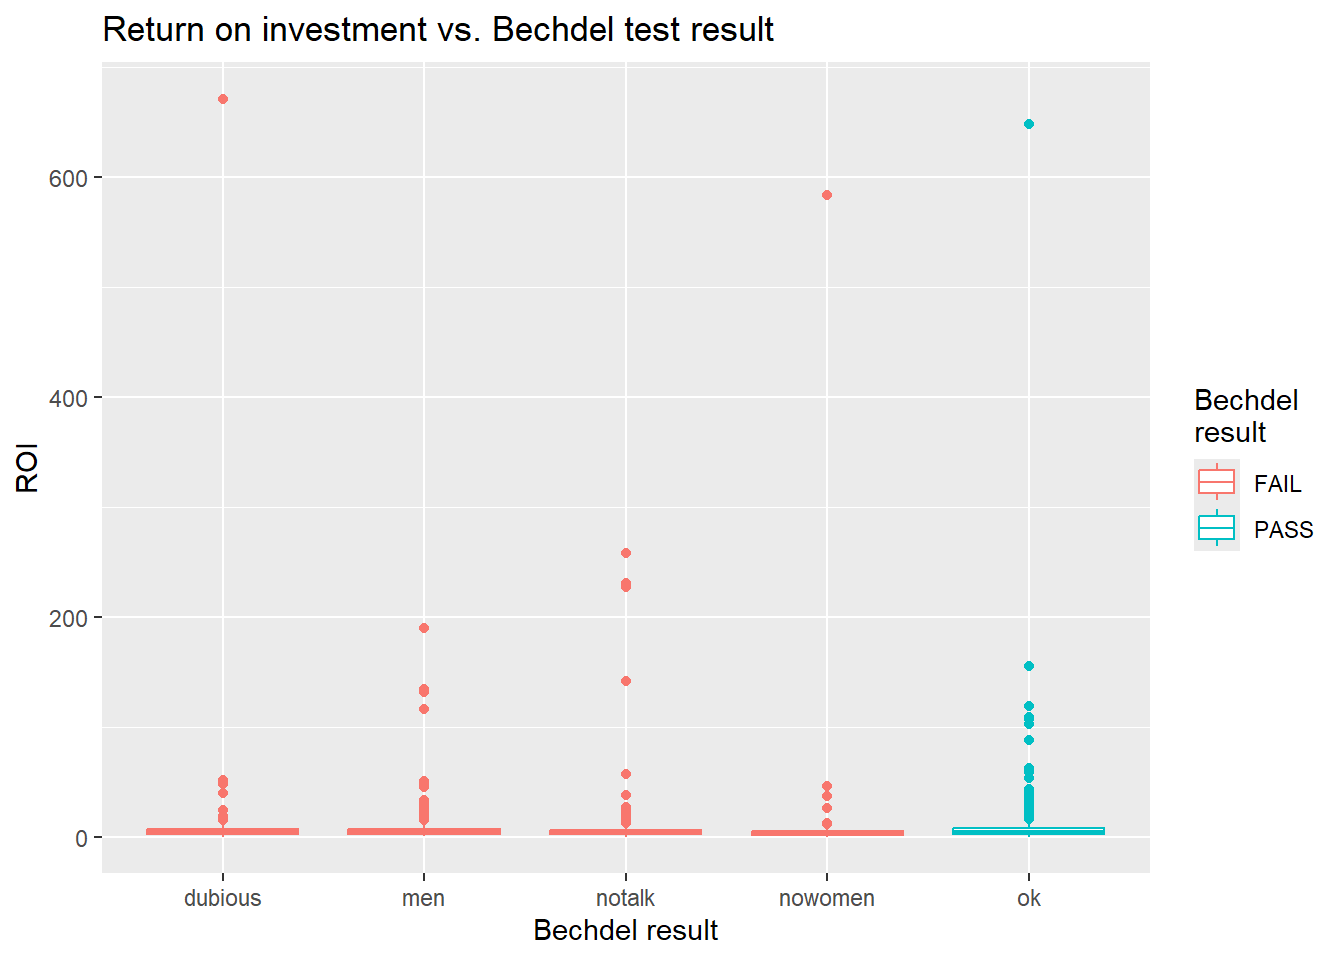 Return on investment vs. Bechdel test result
600
400
200
0
ROI
dubious
men
notalk
nowomen
ok
Bechdel result
Bechdel
result
FAIL
PASS